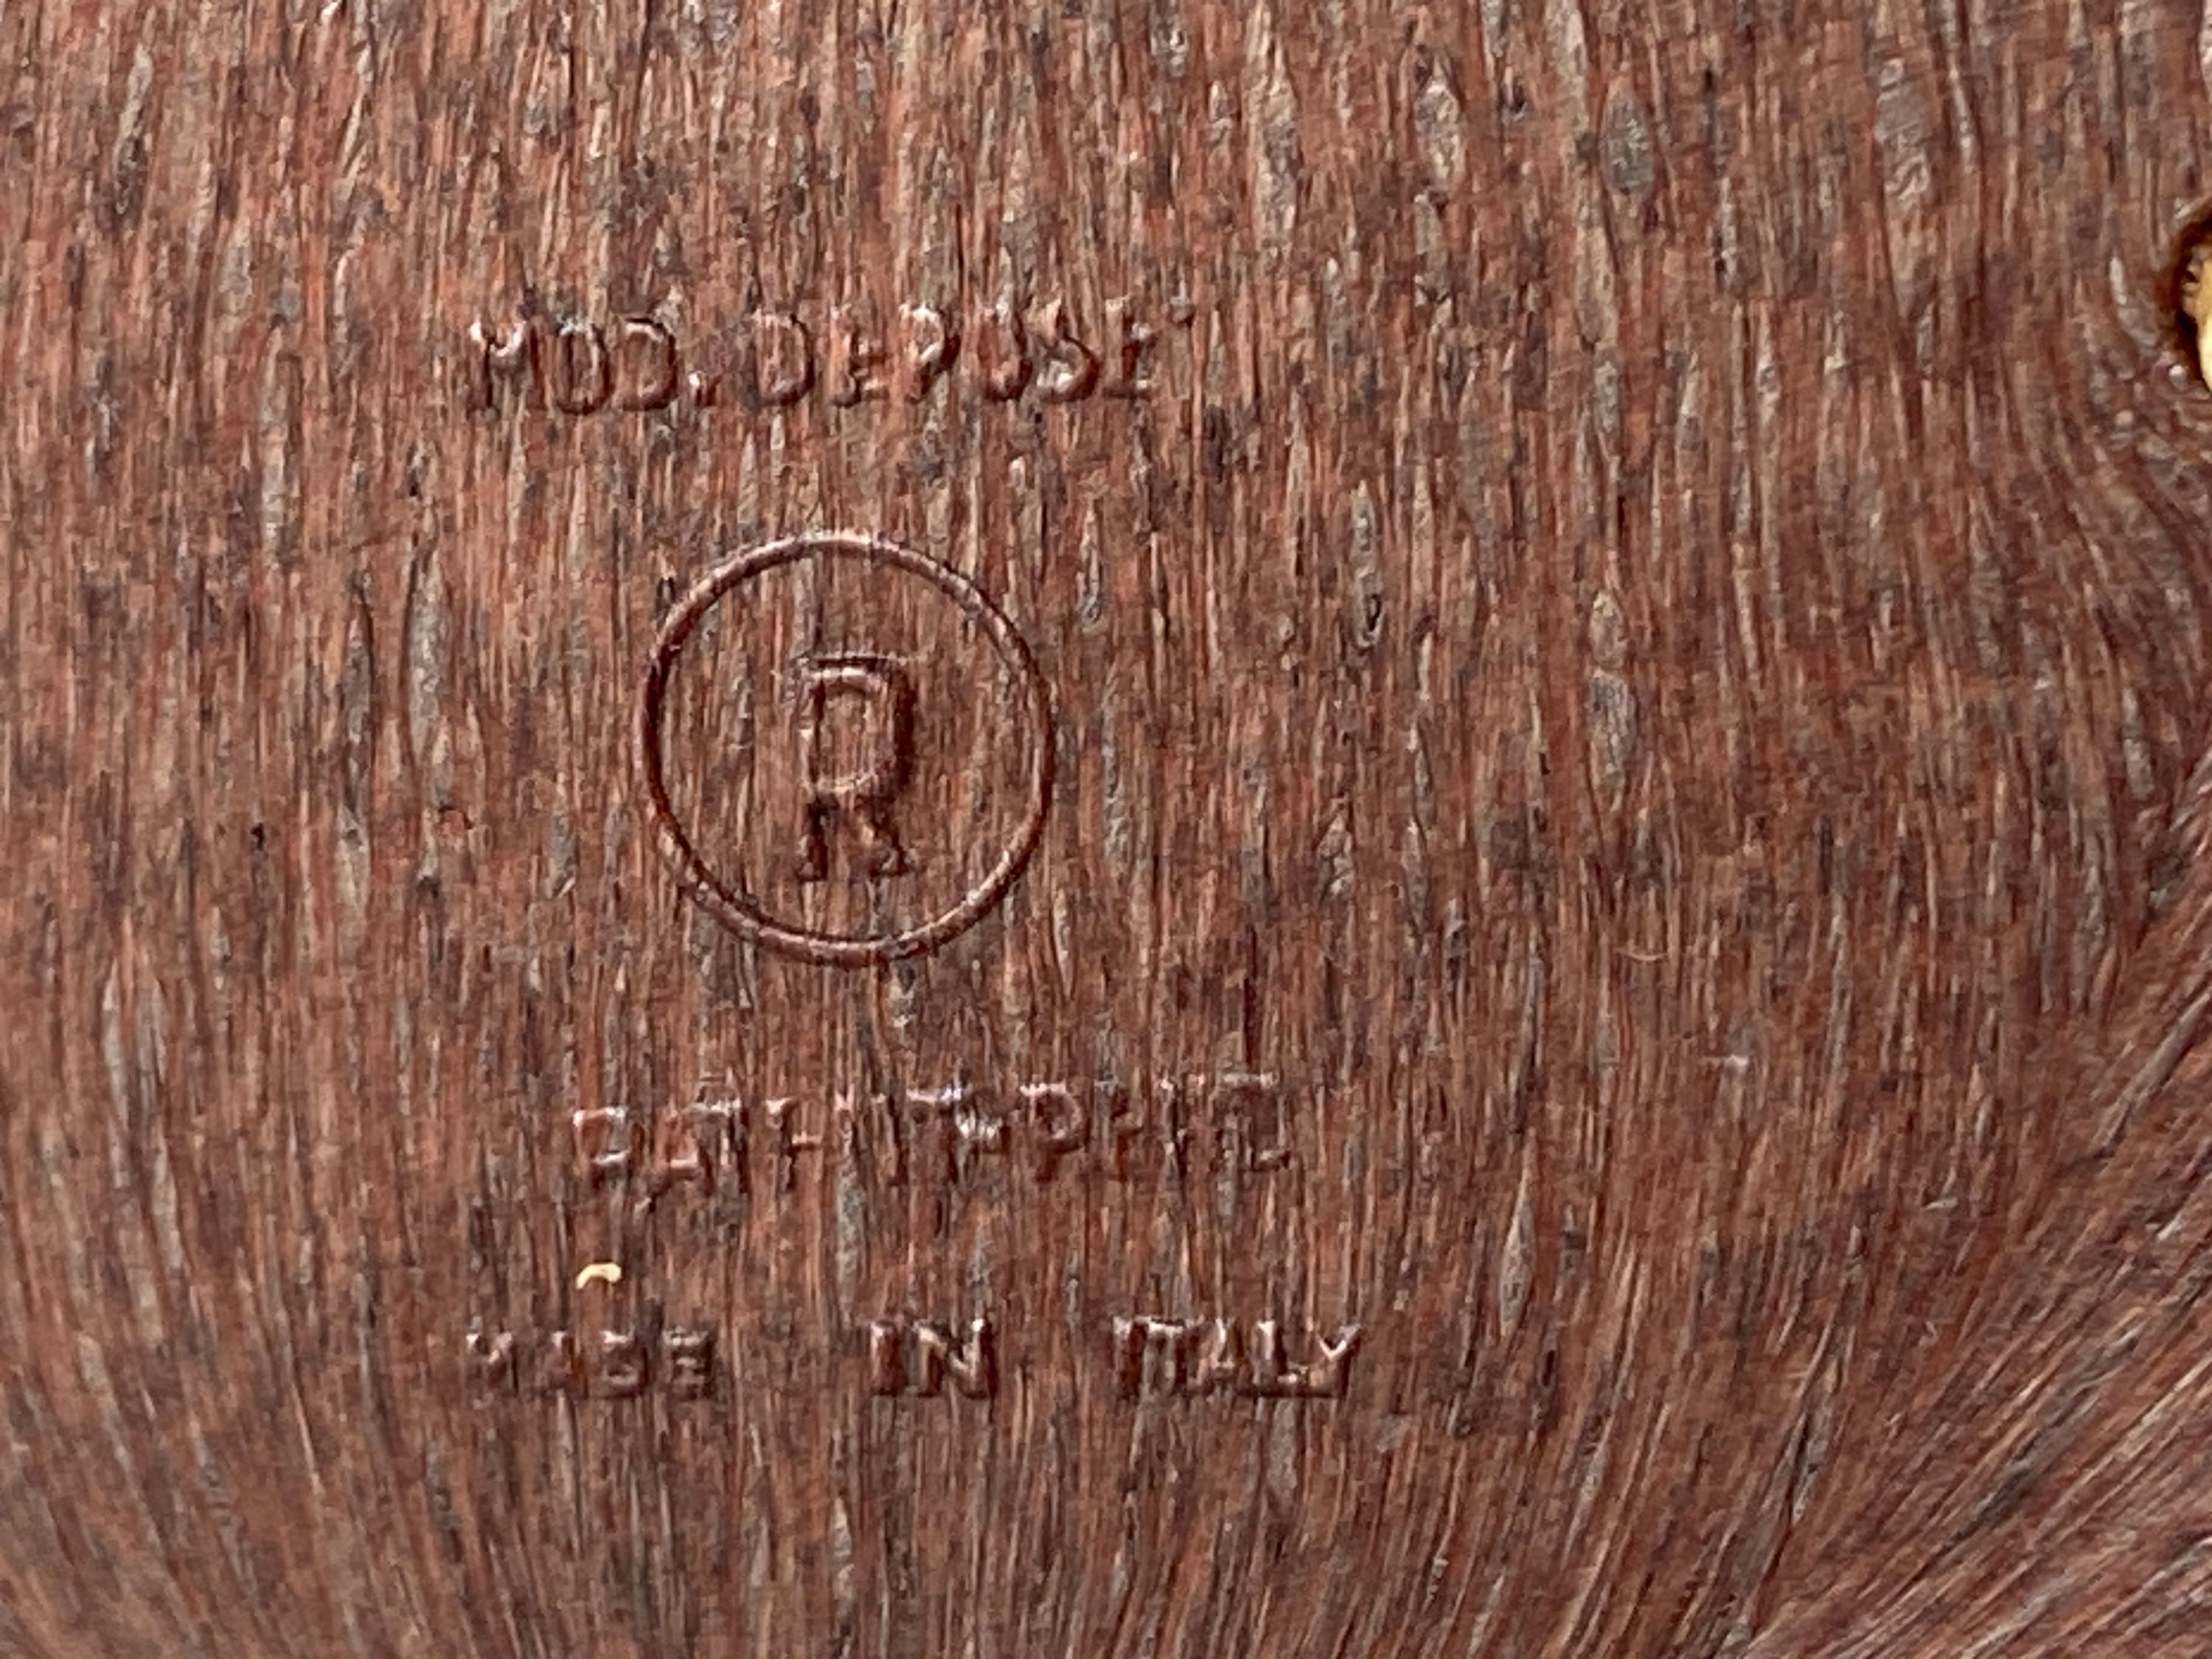 MOD. DEPOSE'
R
MADE IN ITALY